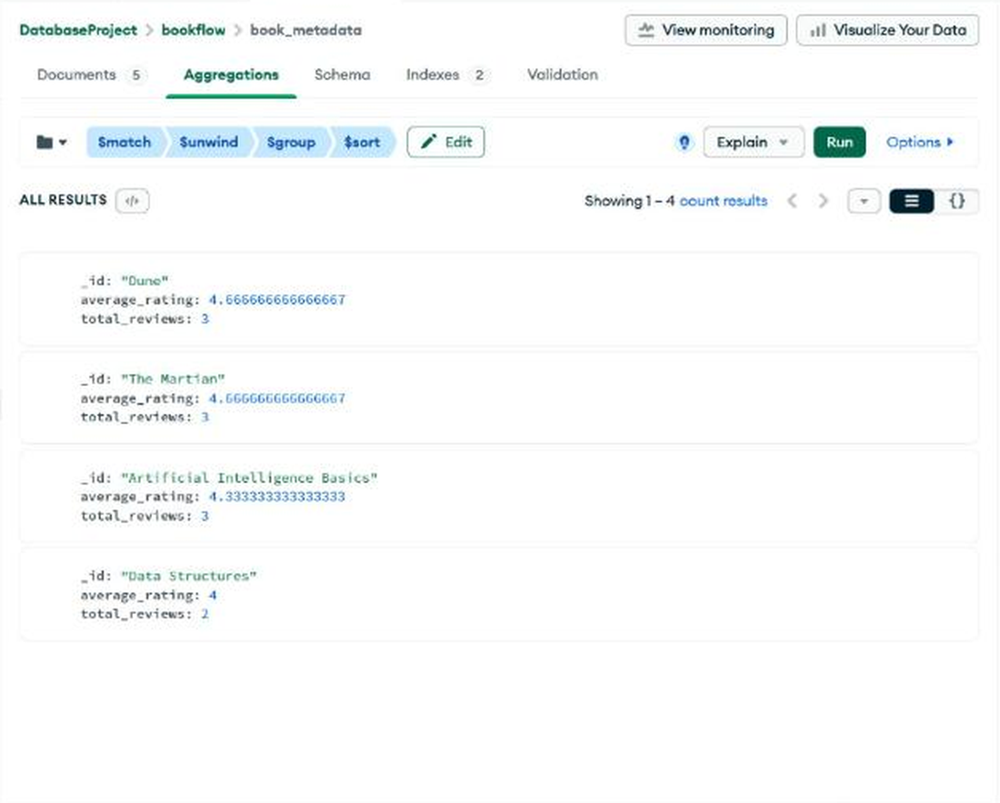 DatabaseProject > bookflow > book_metadata
View monitoring
Visualize Your Data
Documents 5 Aggregations Schema Indexes 2 Validation
$match $unwind $group $sort Edit
Explain Run Options
ALL RESULTS </>
Showing 1 – 4 count results
{}
_id: "Dune"
average_rating: 4.666666666666667
total_reviews: 3
_id: "The Martian"
average_rating: 4.666666666666667
total_reviews: 3
_id: "Artificial Intelligence Basics"
average_rating: 4.333333333333333
total_reviews: 3
_id: "Data Structures"
average_rating: 4
total_reviews: 2